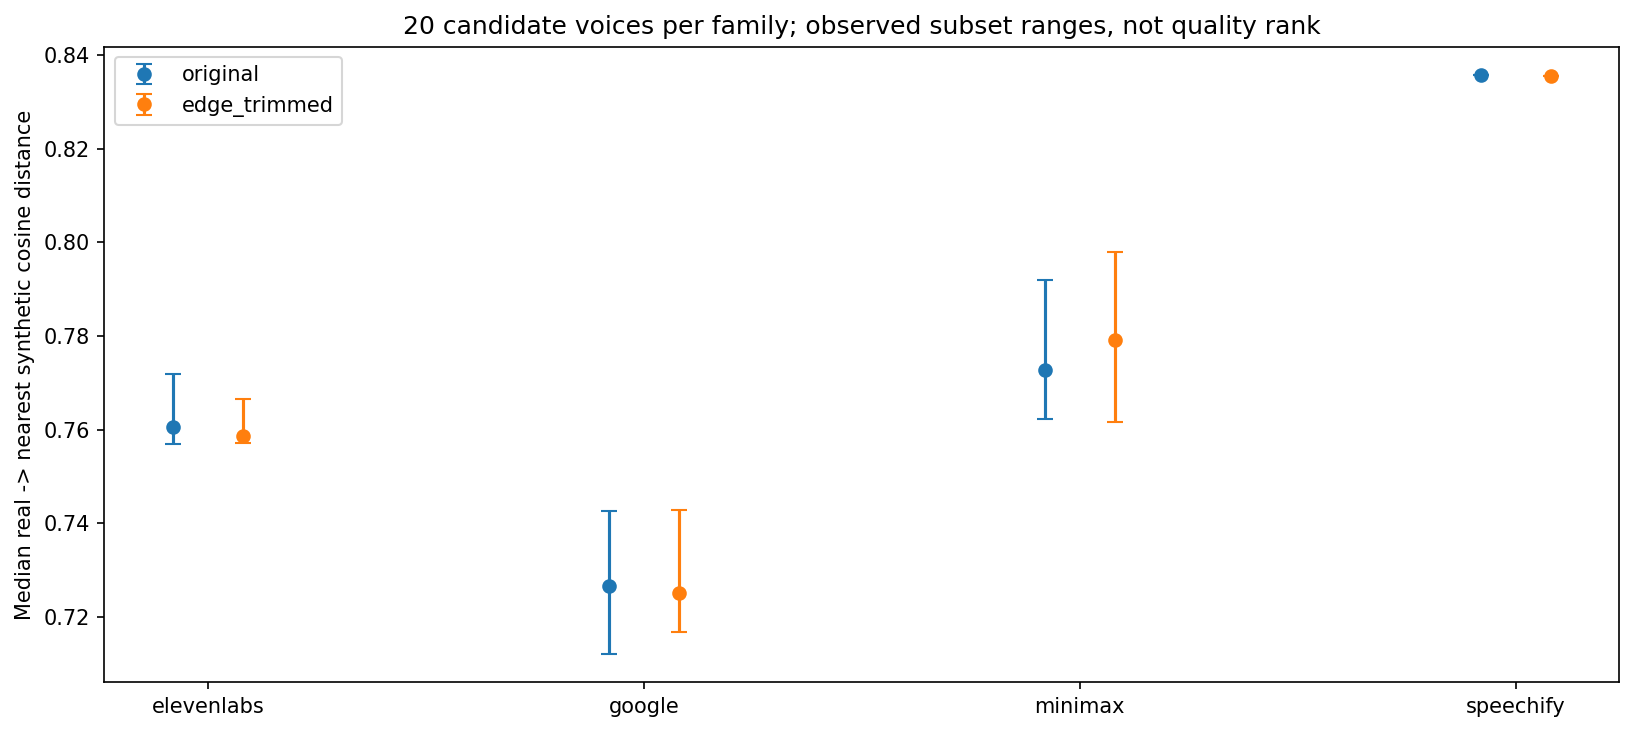 20 candidate voices per family; observed subset ranges, not quality rank
Median real -> nearest synthetic cosine distance
0.84
0.82
0.80
0.78
0.76
0.74
0.72
original
edge_trimmed
elevenlabs
google
minimax
speechify